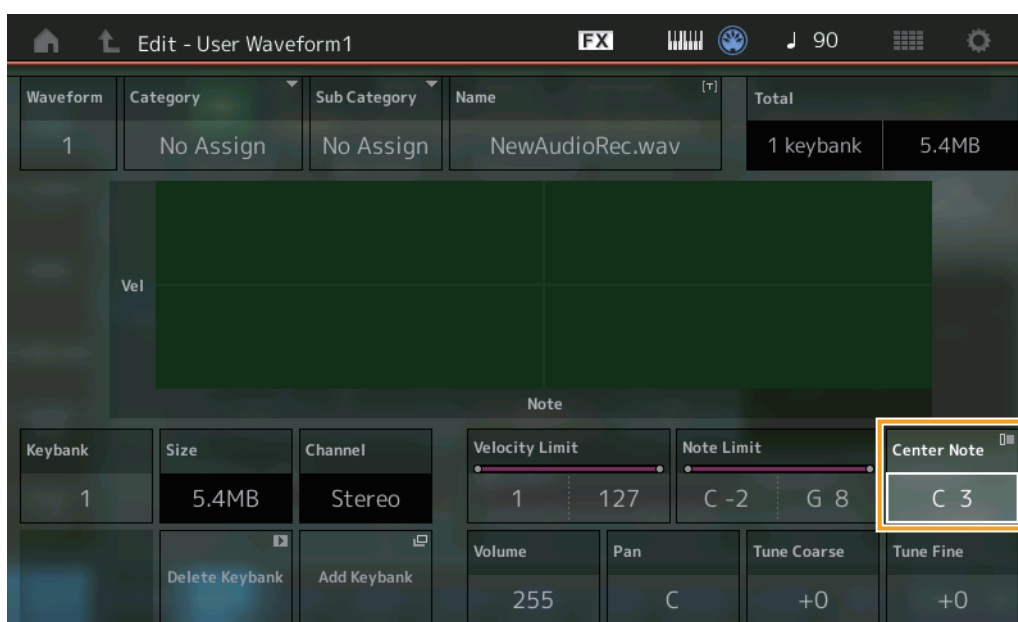 Edit - User Waveform1 FX ♩ 90
Waveform Category Sub Category Name [T] Total
1 No Assign No Assign NewAudioRec.wav 1 keybank 5.4MB
Vel
Note
Keybank Size Channel Velocity Limit Note Limit Center Note
1 5.4MB Stereo 1 127 C -2 G 8 C 3
Delete Keybank Add Keybank Volume Pan Tune Coarse Tune Fine
255 C +0 +0